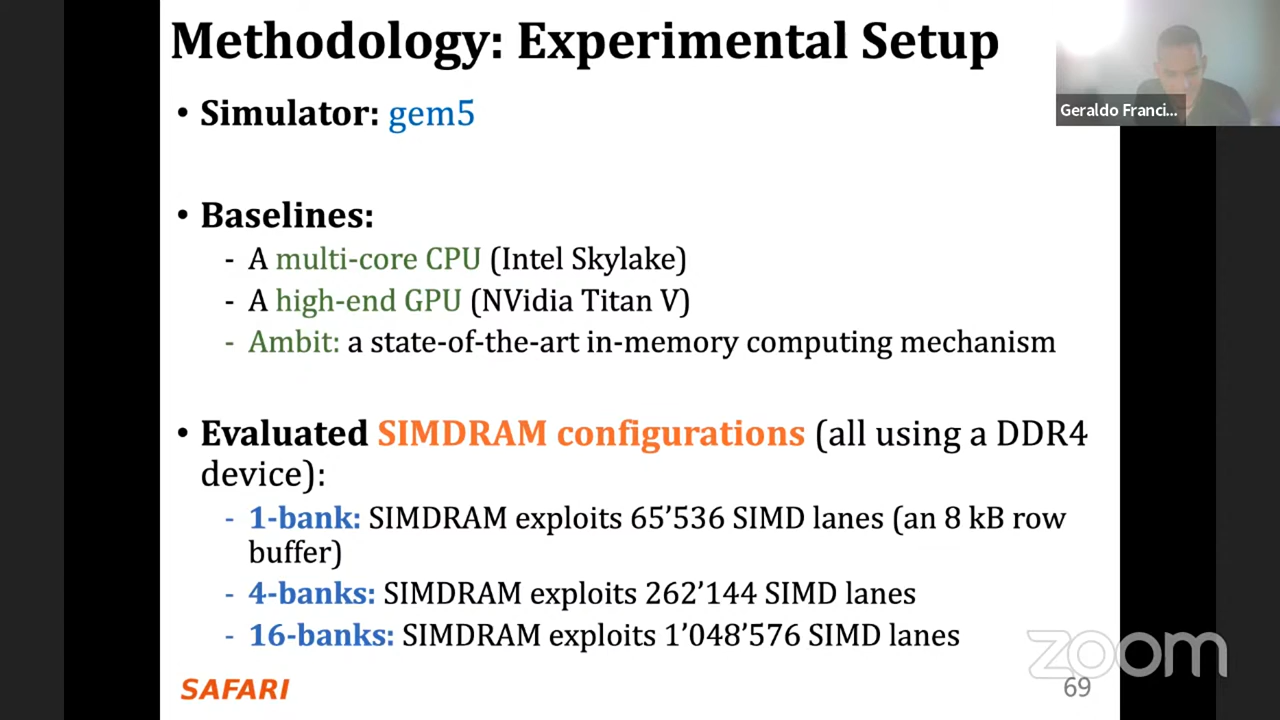 Methodology: Experimental Setup
Geraldo Franci...
• Simulator: gem5
• Baselines:
- A multi-core CPU (Intel Skylake)
- A high-end GPU (NVidia Titan V)
- Ambit: a state-of-the-art in-memory computing mechanism
• Evaluated SIMDRAM configurations (all using a DDR4
device):
- 1-bank: SIMDRAM exploits 65’536 SIMD lanes (an 8 kB row
buffer)
- 4-banks: SIMDRAM exploits 262’144 SIMD lanes
- 16-banks: SIMDRAM exploits 1’048’576 SIMD lanes
zoom
SAFARI
69